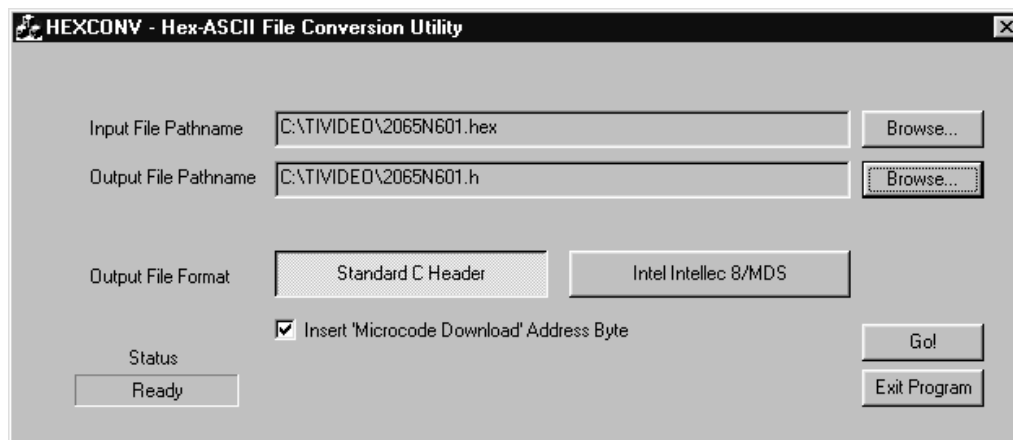 HEXCONV - Hex-ASCII File Conversion Utility
Input File Pathname C:\TIVIDEO\2065N601.hex Browse...
Output File Pathname C:\TIVIDEO\2065N601.h Browse...
Output File Format Standard C Header Intel Intellec 8/MDS
Insert 'Microcode Download' Address Byte
Go!
Status
Ready
Exit Program